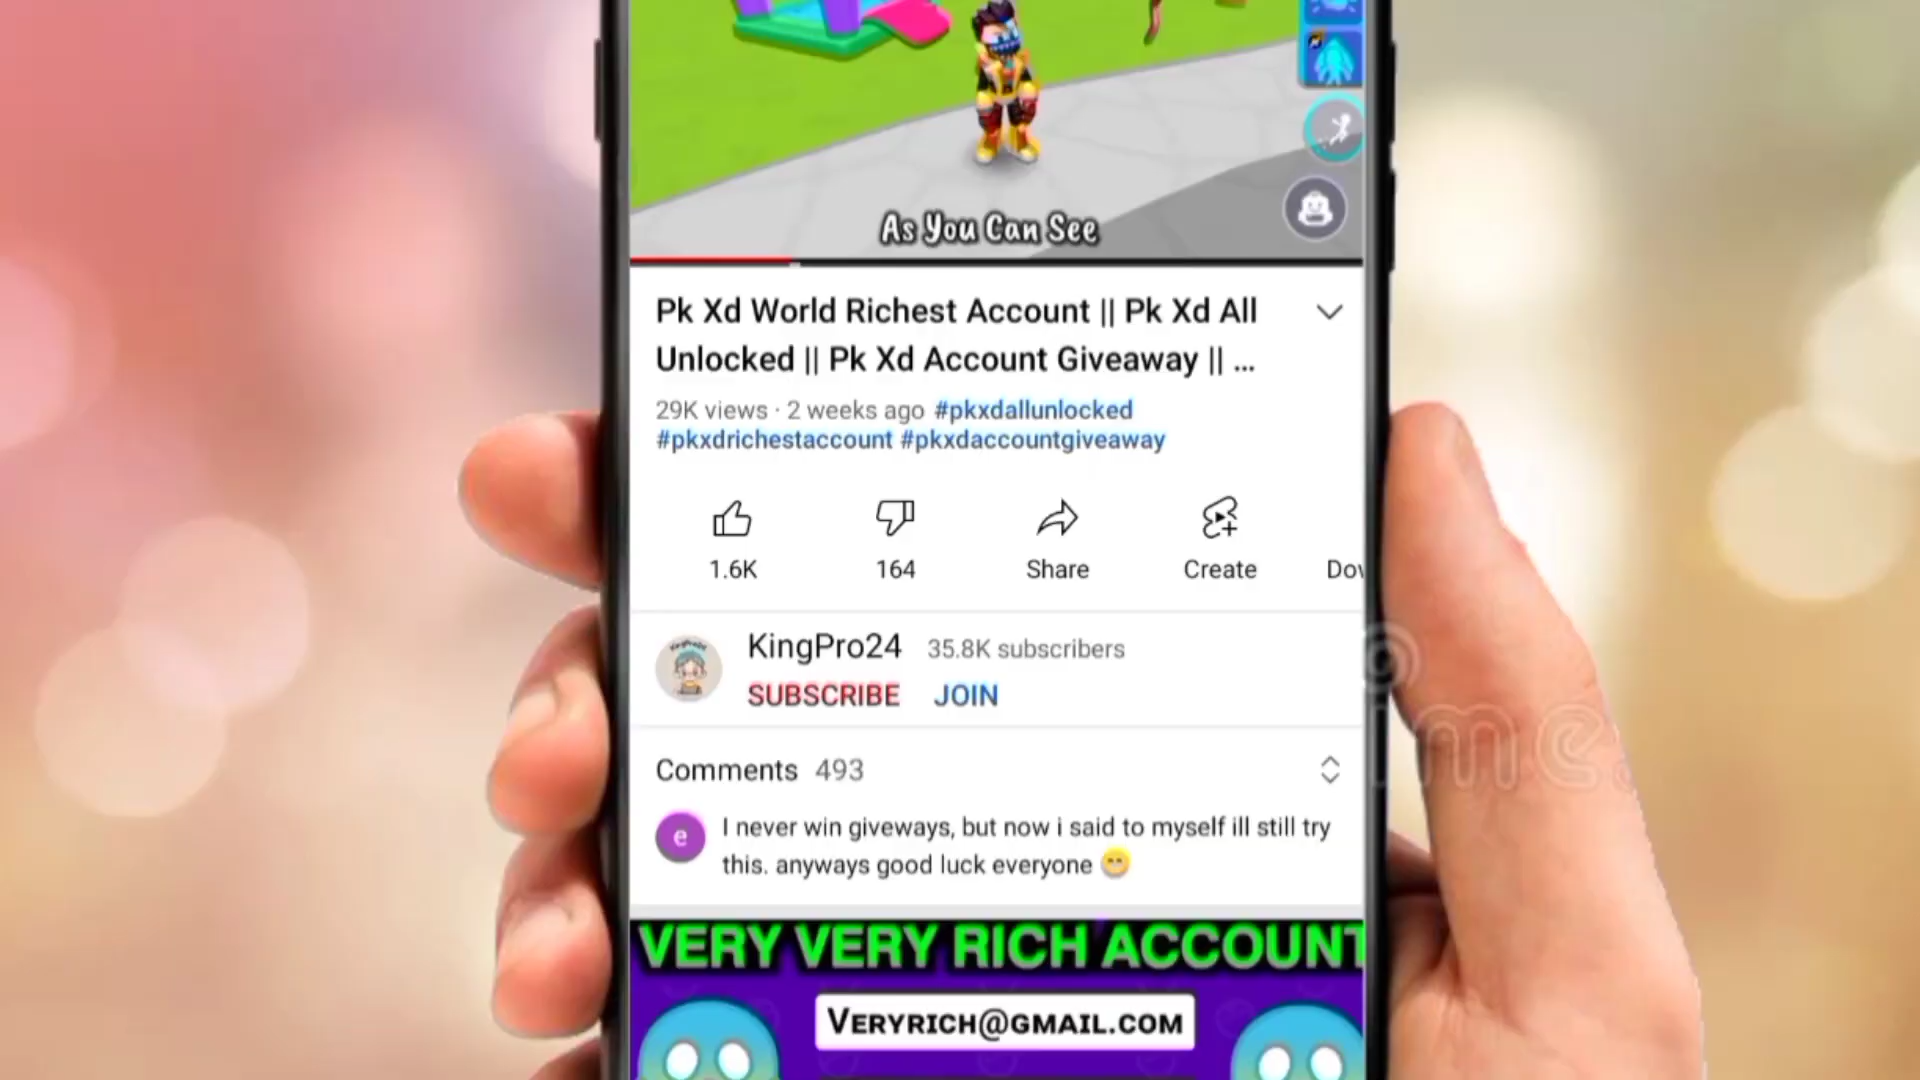 As You Can See
Pk Xd World Richest Account || Pk Xd All
Unlocked || Pk Xd Account Giveaway || ...
29K views · 2 weeks ago #pkxdallunlocked
#pkxdrichestaccount #pkxdaccountgiveaway
1.6K 164 Share Create
KingPro24 35.8K subscribers
SUBSCRIBE JOIN
Comments 493
e I never win giveways, but now i said to myself ill still try
this. anyways good luck everyone 😁
VERY VERY RICH ACCOUNT
VERYRICH@GMAIL.COM